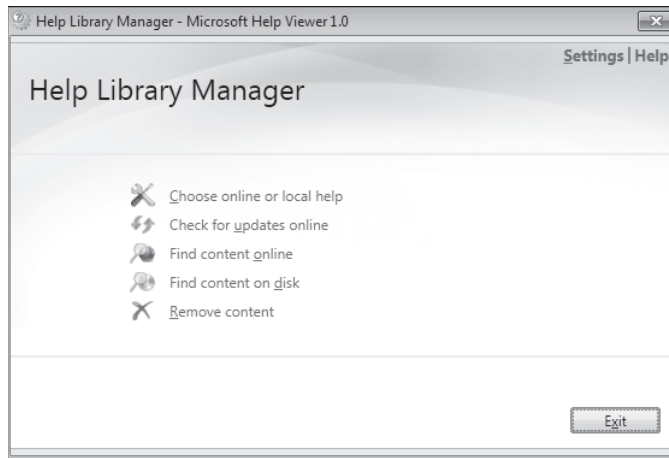 Help Library Manager - Microsoft Help Viewer 1.0
Settings | Help
Help Library Manager
Choose online or local help
Check for updates online
Find content online
Find content on disk
Remove content
Exit